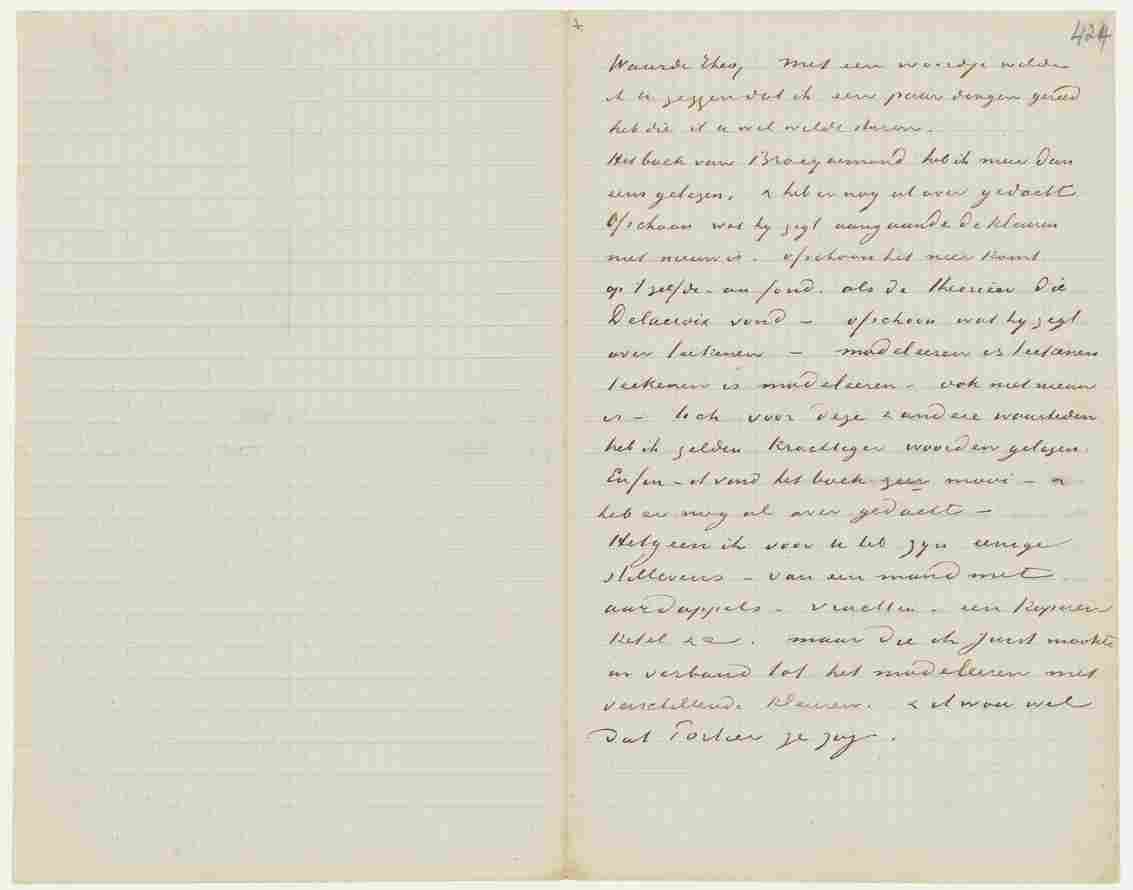 424
Waarde Theo, Met een woordje wilde
ik U zeggen dat ik een paar dingen gereed
heb die ik U wel wilde sturen.
Het boek van Bracquemond heb ik meer dan
eens gelezen, & heb er nog al over gedacht
Ofschoon wat hy zegt aangaande de kleuren
niet nieuw is. ofschoon het neer komt
op 't zelfde – au fond. als de theorieen die
Delacroix vond – ofschoon wat hy zegt
over teekenen – modeleeren is teekenen
teekenen is modeleeren – ook niet nieuw
is – toch voor deze & andere waarheden
heb ik zelden krachtiger woorden gelezen.
Enfin – ik vond het boek zeer mooi – &
heb er nog al over gedacht –
Hetgeen ik voor U heb zyn eenige
stillevens – van een mand met
aardappels – vruchten – een koperen
ketel &c. maar die ik juist maakte
in verband tot het modeleeren met
verschillende kleuren. & ik wou wel
dat Portier ze zag.